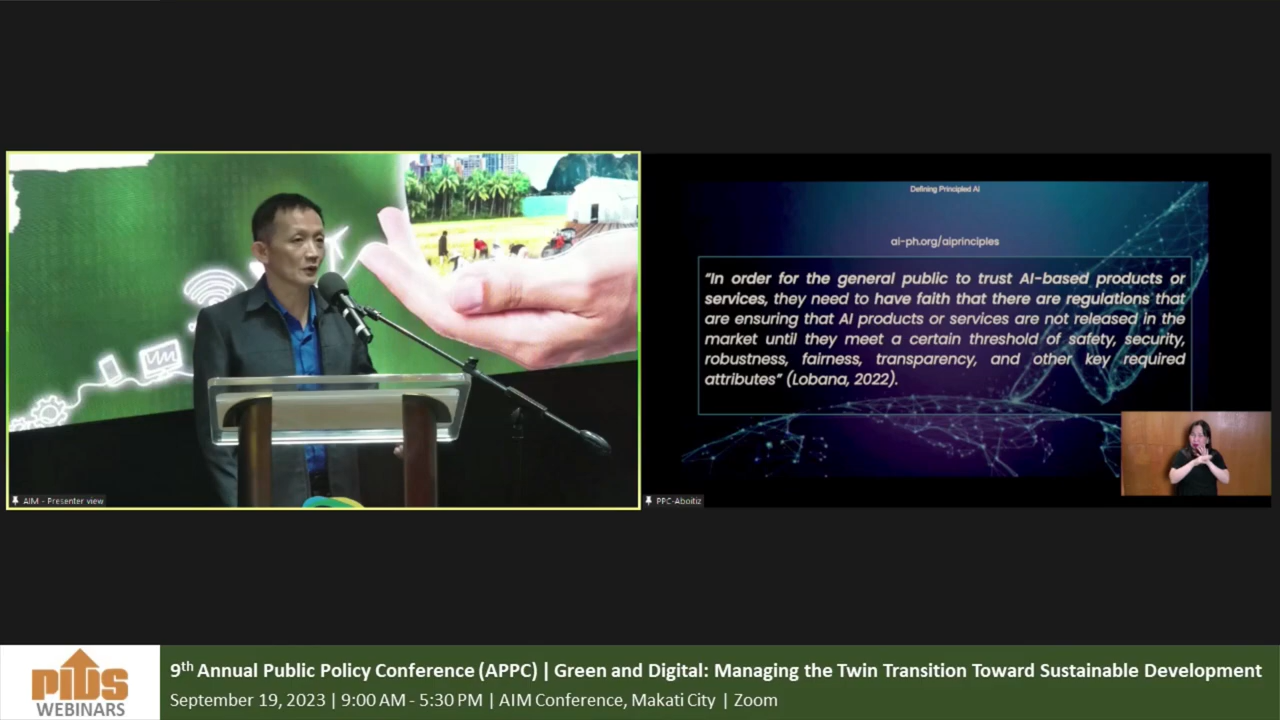 Defining Principled AI
ai-ph.org/aiprinciples
“In order for the general public to trust AI-based products or
services, they need to have faith that there are regulations that
are ensuring that AI products or services are not released in the
market until they meet a certain threshold of safety, security,
robustness, fairness, transparency, and other key required
attributes” (Lobana, 2022).
AIM - Presenter view
PPC-Aboitiz
PIDS
WEBINARS
9th Annual Public Policy Conference (APPC) | Green and Digital: Managing the Twin Transition Toward Sustainable Development
September 19, 2023 | 9:00 AM - 5:30 PM | AIM Conference, Makati City | Zoom